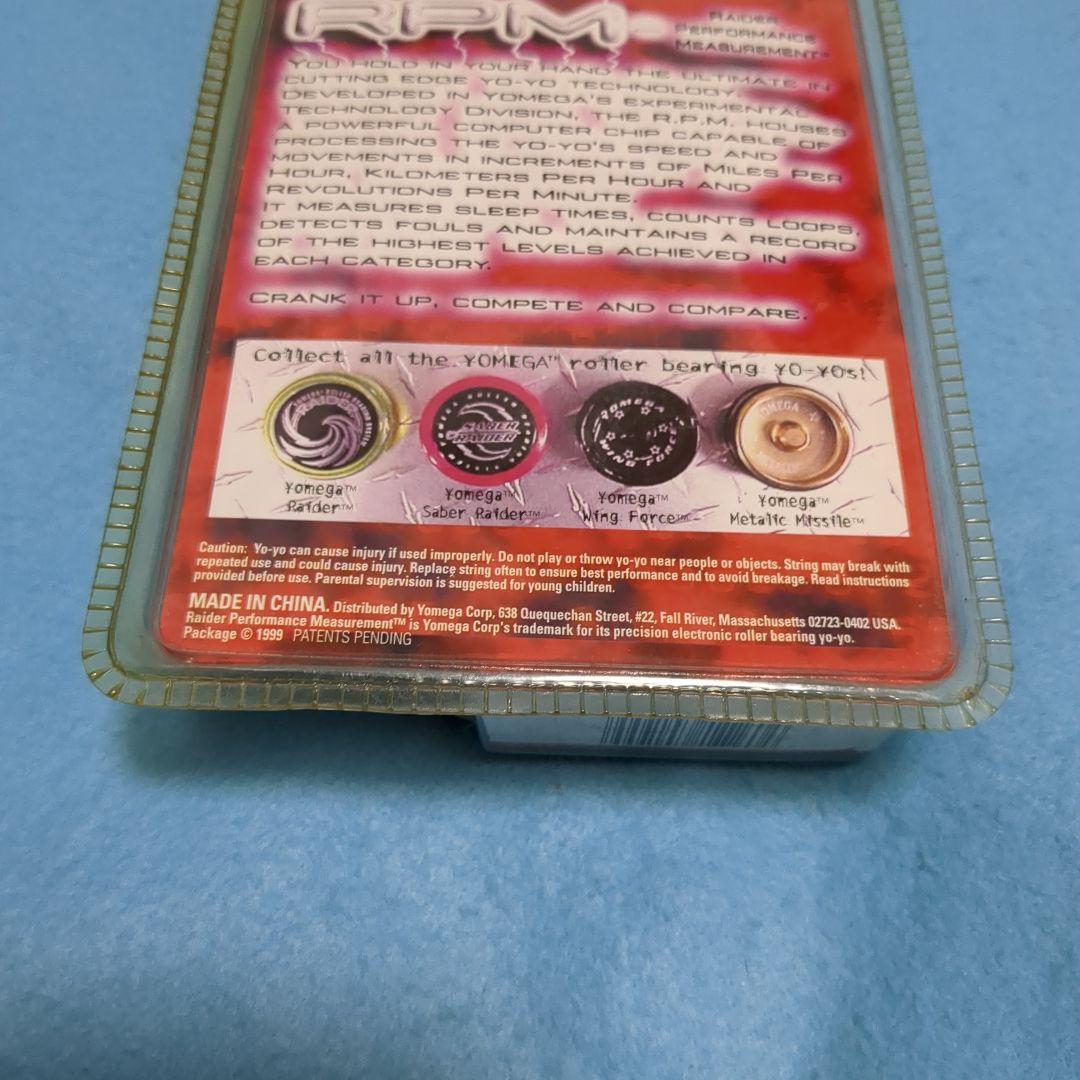 RPM
RAIDER
PERFORMANCE
MEASUREMENT™
YOU HOLD IN YOUR HAND THE ULTIMATE IN
CUTTING EDGE YO-YO TECHNOLOGY.
DEVELOPED IN YOMEGA'S EXPERIMENTAL
TECHNOLOGY DIVISION, THE R.P.M. HOUSES
A POWERFUL COMPUTER CHIP CAPABLE OF
PROCESSING THE YO-YO'S SPEED AND
MOVEMENTS IN INCREMENTS OF MILES PER
HOUR, KILOMETERS PER HOUR AND
REVOLUTIONS PER MINUTE.
IT MEASURES SLEEP TIMES, COUNTS LOOPS,
DETECTS FOULS AND MAINTAINS A RECORD
OF THE HIGHEST LEVELS ACHIEVED IN
EACH CATEGORY.
CRANK IT UP, COMPETE AND COMPARE.
Collect all the YOMEGA™ roller bearing YO-YOs!
RAIDER
SABER
RAIDER
YOMEGA
WING FORCE
YOMEGA
Yomega™
Raider™
Yomega™
Saber Raider™
Yomega™
Wing Force™
Yomega™
Metalic Missile™
Caution: Yo-yo can cause injury if used improperly. Do not play or throw yo-yo near people or objects. String may break with
repeated use and could cause injury. Replace string often to ensure best performance and to avoid breakage. Read instructions
provided before use. Parental supervision is suggested for young children.
MADE IN CHINA. Distributed by Yomega Corp, 638 Quequechan Street, #22, Fall River, Massachusetts 02723-0402 USA.
Raider Performance Measurement™ is Yomega Corp's trademark for its precision electronic roller bearing yo-yo.
Package © 1999 PATENTS PENDING